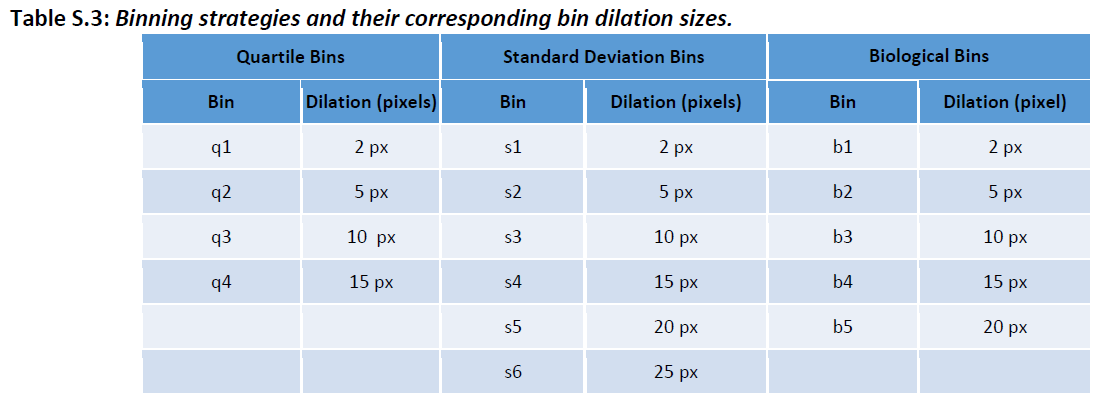 Table S.3: Binning strategies and their corresponding bin dilation sizes.
Quartile Bins Standard Deviation Bins Biological Bins
Bin Dilation (pixels) Bin Dilation (pixels) Bin Dilation (pixel)
q1 2 px s1 2 px b1 2 px
q2 5 px s2 5 px b2 5 px
q3 10 px s3 10 px b3 10 px
q4 15 px s4 15 px b4 15 px
s5 20 px b5 20 px
s6 25 px